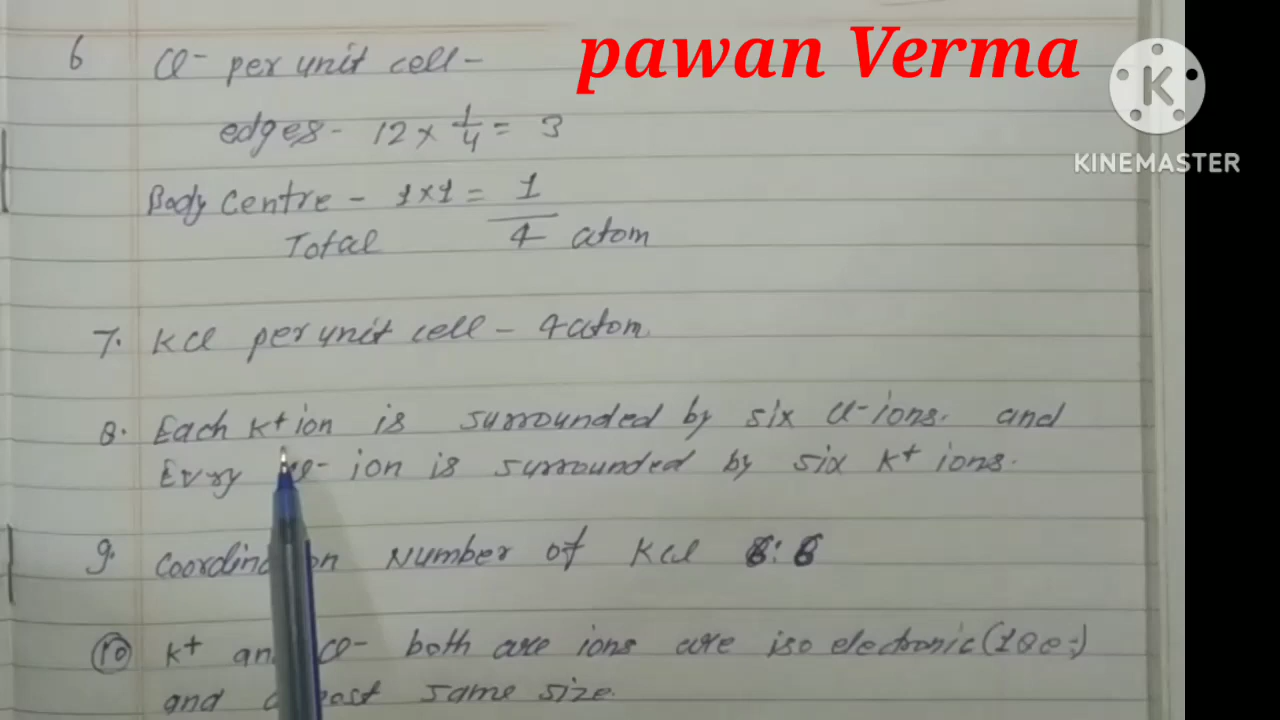 pawan Verma
KINEMASTER
6 Cl- per unit cell -
edges - 12 × 1/4 = 3
Body Centre - 1×1 = 1
Total 4 atom
7. KCl per unit cell - 4 atom.
8. Each K+ ion is surrounded by six Cl- ions. and
Evry Cl- ion is surrounded by six K+ ions.
9. Number of KCl 6:6
10 K+ Cl- both are ions are iso electronic (18e-)
and same size.